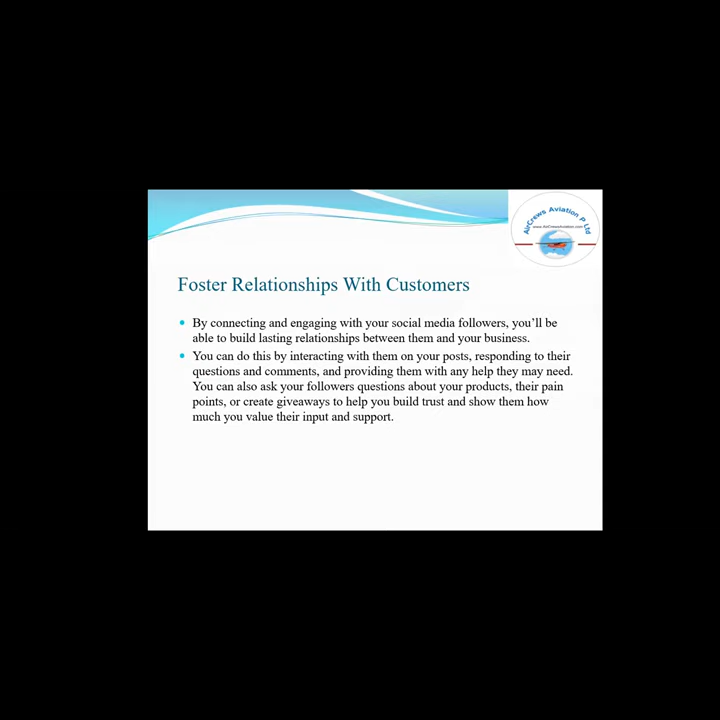 AirCrews Aviation P Ltd
www.AirCrewsAviation.com
Foster Relationships With Customers
By connecting and engaging with your social media followers, you’ll be
able to build lasting relationships between them and your business.
You can do this by interacting with them on your posts, responding to their
questions and comments, and providing them with any help they may need.
You can also ask your followers questions about your products, their pain
points, or create giveaways to help you build trust and show them how
much you value their input and support.